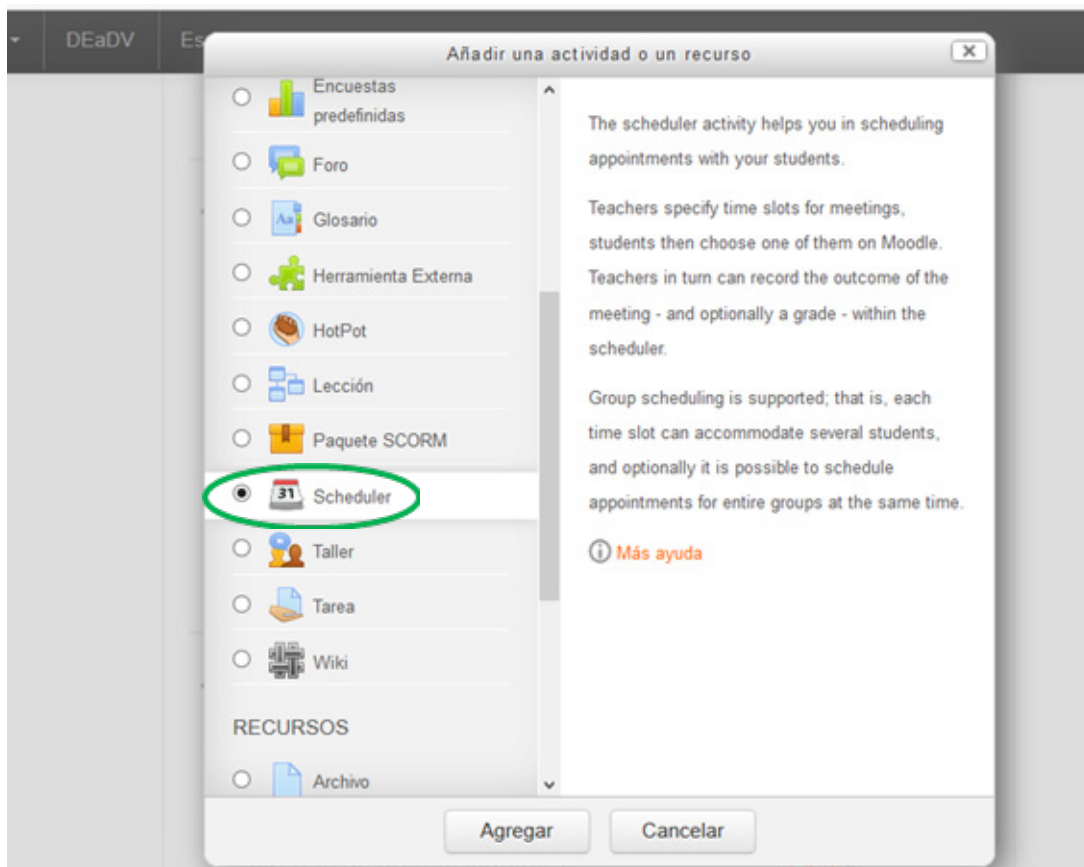 DEaDV
Es
Añadir una actividad o un recurso
Encuestas
predefinidas
Foro
Aa
Glosario
Herramienta Externa
HotPot
Lección
Paquete SCORM
31
Scheduler
Taller
Tarea
Wiki
RECURSOS
Archivo
The scheduler activity helps you in scheduling
appointments with your students.
Teachers specify time slots for meetings,
students then choose one of them on Moodle.
Teachers in turn can record the outcome of the
meeting - and optionally a grade - within the
scheduler.
Group scheduling is supported; that is, each
time slot can accommodate several students,
and optionally it is possible to schedule
appointments for entire groups at the same time.
Más ayuda
Agregar
Cancelar